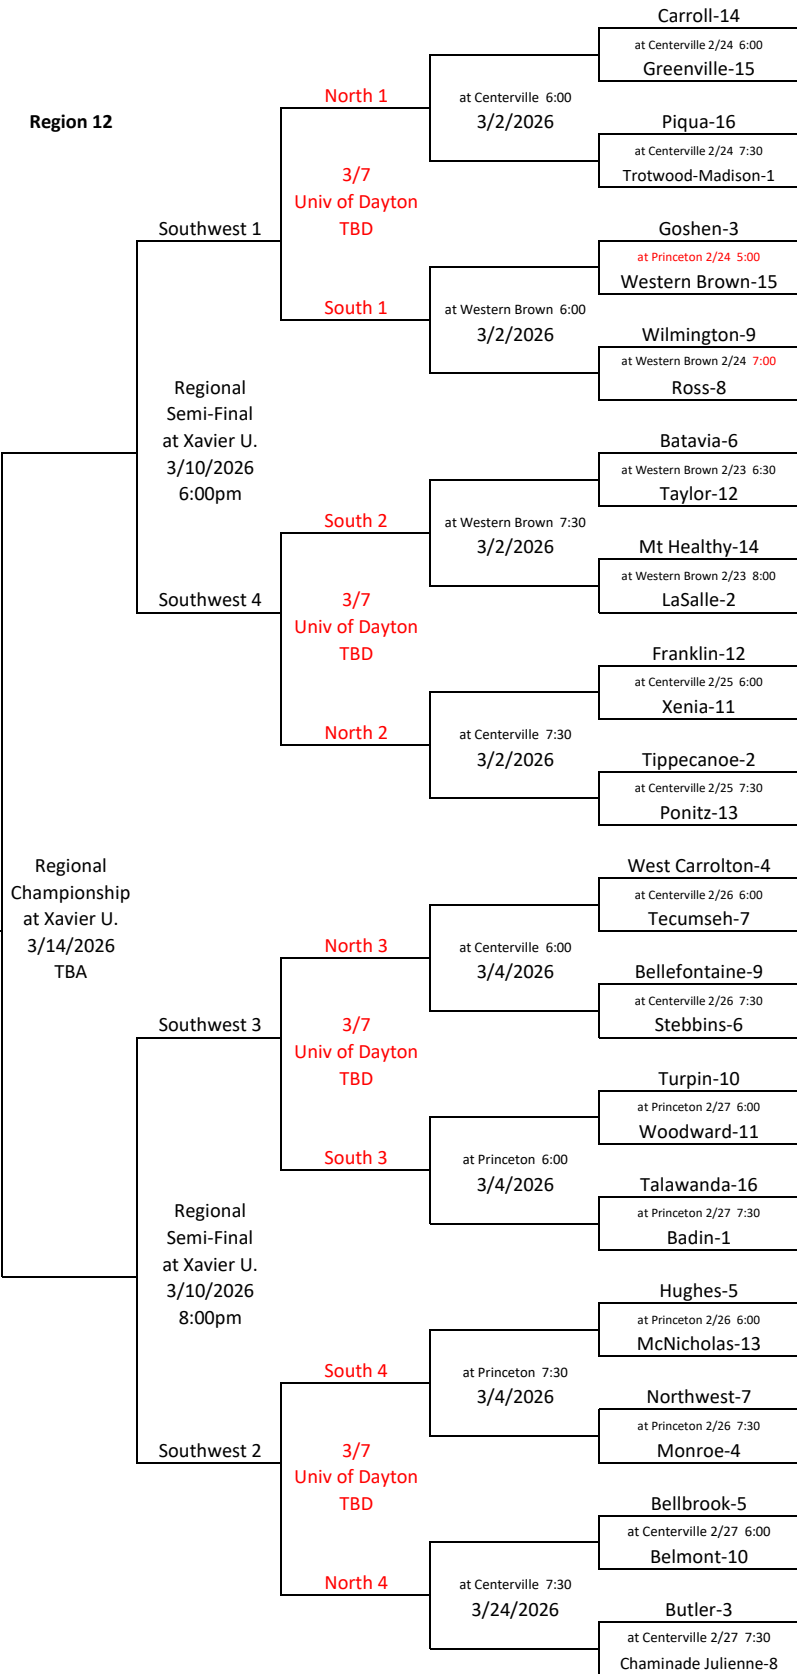 Region 12
Carroll-14
at Centerville 2/24 6:00
Greenville-15
North 1
at Centerville 6:00
3/2/2026
Piqua-16
at Centerville 2/24 7:30
Trotwood-Madison-1
3/7
Univ of Dayton
TBD
Southwest 1
Goshen-3
at Princeton 2/24 5:00
Western Brown-15
South 1
at Western Brown 6:00
3/2/2026
Wilmington-9
at Western Brown 2/24 7:00
Ross-8
Regional
Semi-Final
at Xavier U.
3/10/2026
6:00pm
Batavia-6
at Western Brown 2/23 6:30
Taylor-12
South 2
at Western Brown 7:30
3/2/2026
Mt Healthy-14
at Western Brown 2/23 8:00
LaSalle-2
Southwest 4
3/7
Univ of Dayton
TBD
Franklin-12
at Centerville 2/25 6:00
Xenia-11
North 2
at Centerville 7:30
3/2/2026
Tippecanoe-2
at Centerville 2/25 7:30
Ponitz-13
Regional
Championship
at Xavier U.
3/14/2026
TBA
West Carrolton-4
at Centerville 2/26 6:00
Tecumseh-7
North 3
at Centerville 6:00
3/4/2026
Bellefontaine-9
at Centerville 2/26 7:30
Stebbins-6
Southwest 3
3/7
Univ of Dayton
TBD
Turpin-10
at Princeton 2/27 6:00
Woodward-11
South 3
at Princeton 6:00
3/4/2026
Talawanda-16
at Princeton 2/27 7:30
Badin-1
Regional
Semi-Final
at Xavier U.
3/10/2026
8:00pm
Hughes-5
at Princeton 2/26 6:00
McNicholas-13
South 4
at Princeton 7:30
3/4/2026
Northwest-7
at Princeton 2/26 7:30
Monroe-4
Southwest 2
3/7
Univ of Dayton
TBD
Bellbrook-5
at Centerville 2/27 6:00
Belmont-10
North 4
at Centerville 7:30
3/24/2026
Butler-3
at Centerville 2/27 7:30
Chaminade Julienne-8